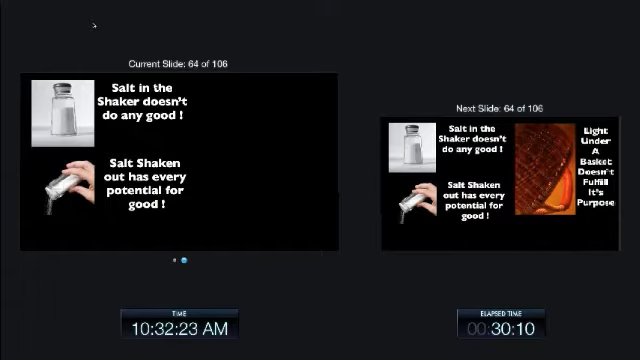 Current Slide: 64 of 106
Salt in the
Shaker doesn't
do any good !
Salt Shaken
out has every
potential for
good !
Next Slide: 64 of 106
Salt in the
Shaker doesn't
do any good !
Salt Shaken
out has every
potential for
good !
Light
Under
A
Basket
Doesn't
Fulfill
It's
Purpose
TIME
10:32:23 AM
ELAPSED TIME
00:30:10